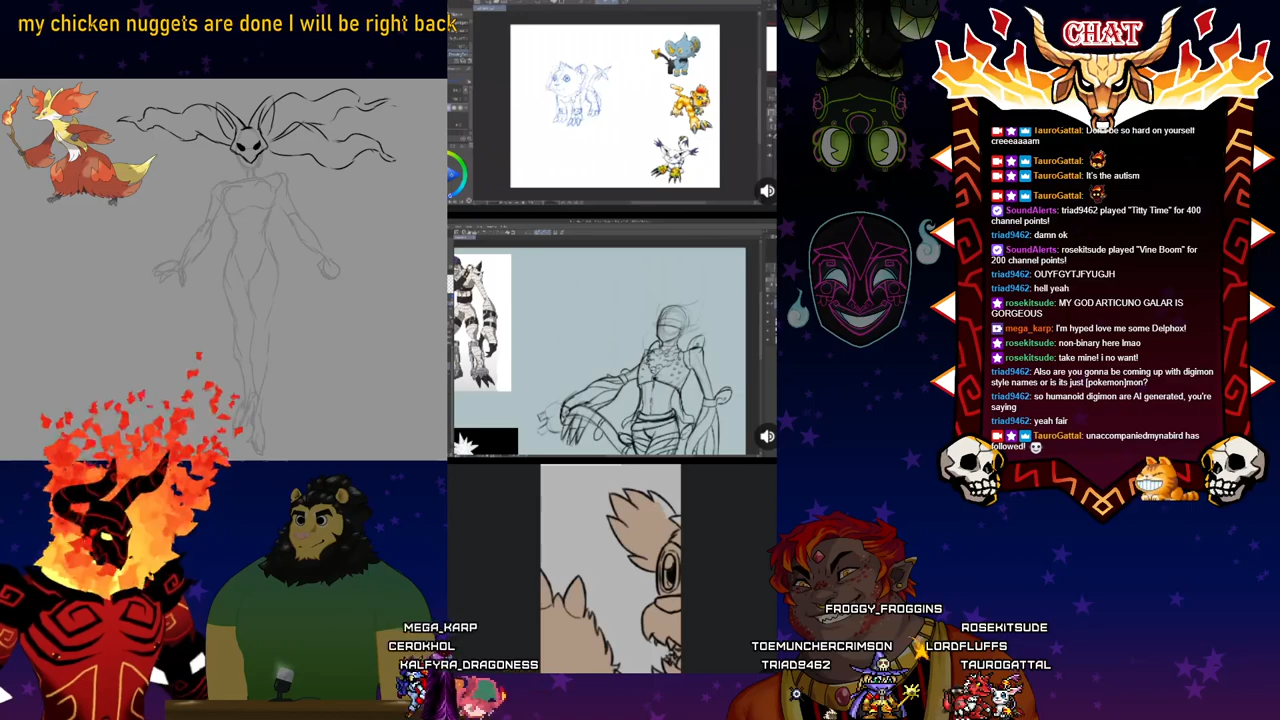 my chicken nuggets are done I will be right back
CHAT
TauroGattal: Don't be so hard on yourself
creeeaaaam
TauroGattal:
TauroGattal: It's the autism
TauroGattal:
SoundAlerts: triad9462 played "Titty Time" for 400
channel points!
triad9462: damn ok
SoundAlerts: rosekitsude played "Vine Boom" for
200 channel points!
triad9462: OUYFGYTJFYUGJH
triad9462: hell yeah
rosekitsude: MY GOD ARTICUNO GALAR IS
GORGEOUS
mega_karp: I'm hyped love me some Delphox!
rosekitsude: non-binary here lmao
rosekitsude: take mine! i no want!
triad9462: Also are you gonna be coming up with digimon
style names or is its just [pokemon]mon?
triad9462: so humanoid digimon are AI generated, you're
saying
triad9462: yeah fair
TauroGattal: unaccompaniedmynabird has
followed!
FROGGY_FROGGINS
MEGA_KARP
ROSEKITSUDE
CEROKHOL
TOEMUNCHERCRIMSON
LORDFLUFFS
KALFYRA_DRAGONESS
TRIAD9462
TAUROGATTAL